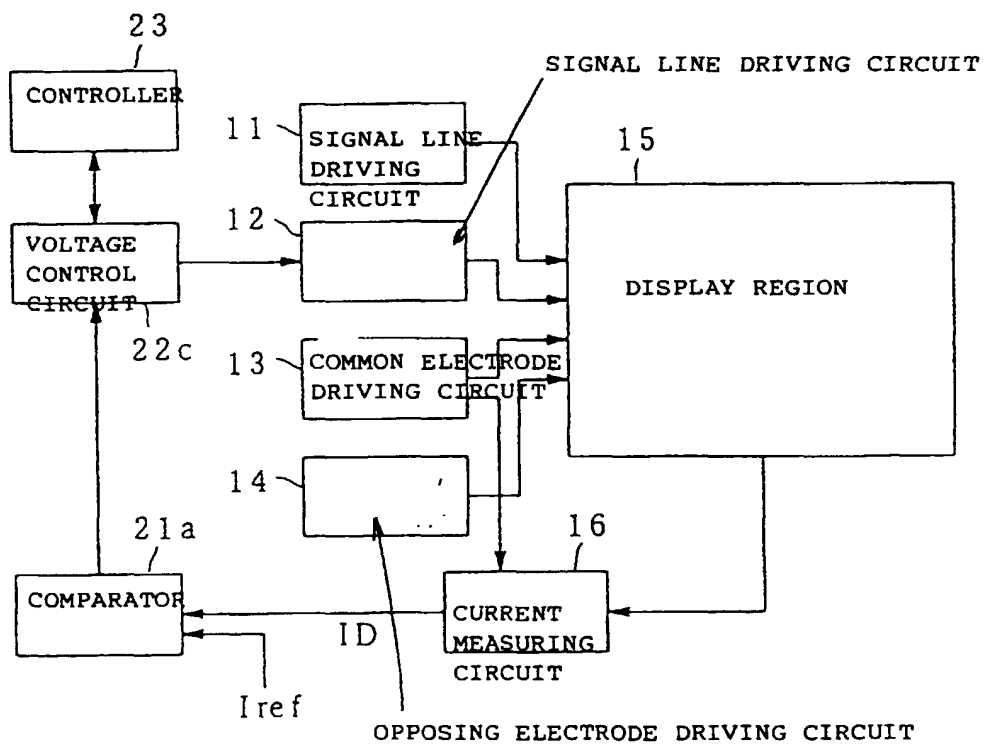 23
CONTROLLER
SIGNAL LINE DRIVING CIRCUIT
11
SIGNAL LINE
DRIVING
CIRCUIT
15
12
VOLTAGE
CONTROL
CIRCUIT
22c
DISPLAY REGION
13
COMMON ELECTRODE
DRIVING CIRCUIT
14
21a
16
COMPARATOR
ID
Iref
CURRENT
MEASURING
CIRCUIT
OPPOSING ELECTRODE DRIVING CIRCUIT